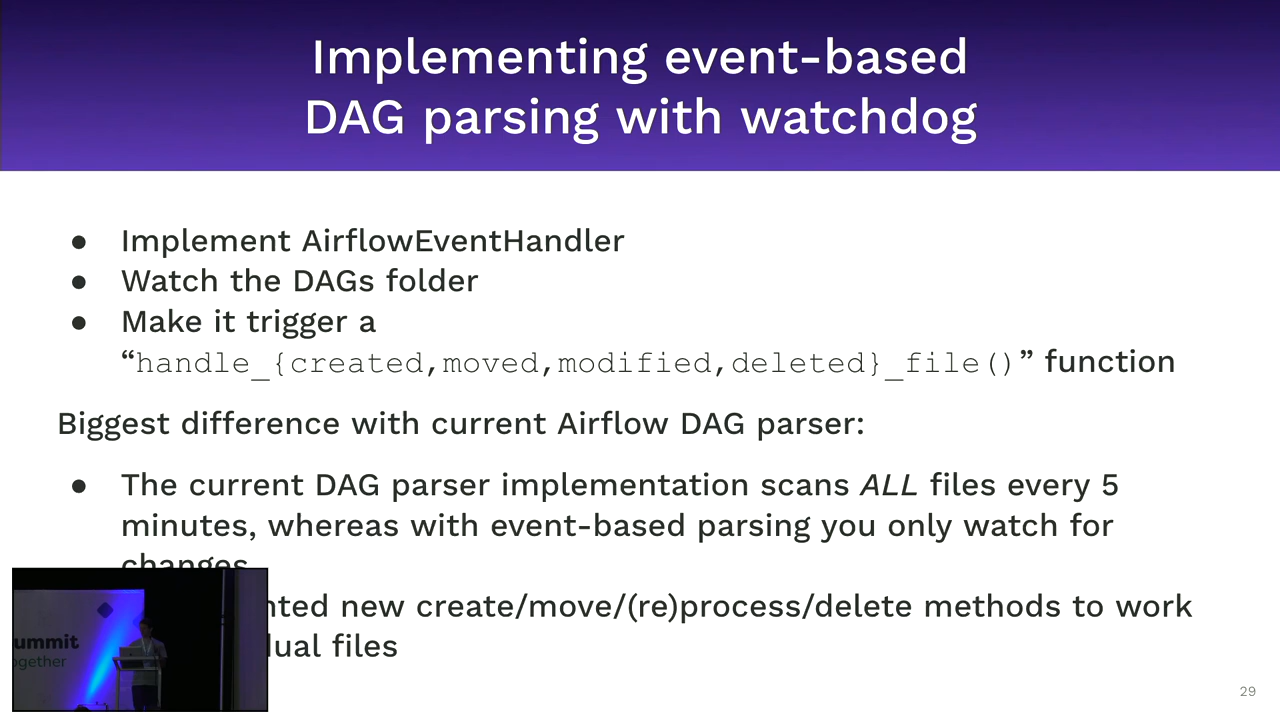 Implementing event-based
DAG parsing with watchdog
● Implement AirflowEventHandler
● Watch the DAGs folder
● Make it trigger a
“handle_{created,moved,modified,deleted}_file()” function
Biggest difference with current Airflow DAG parser:
● The current DAG parser implementation scans ALL files every 5
minutes, whereas with event-based parsing you only watch for
changes
new create/move/(re)process/delete methods to work
files
ummit
ogether
29